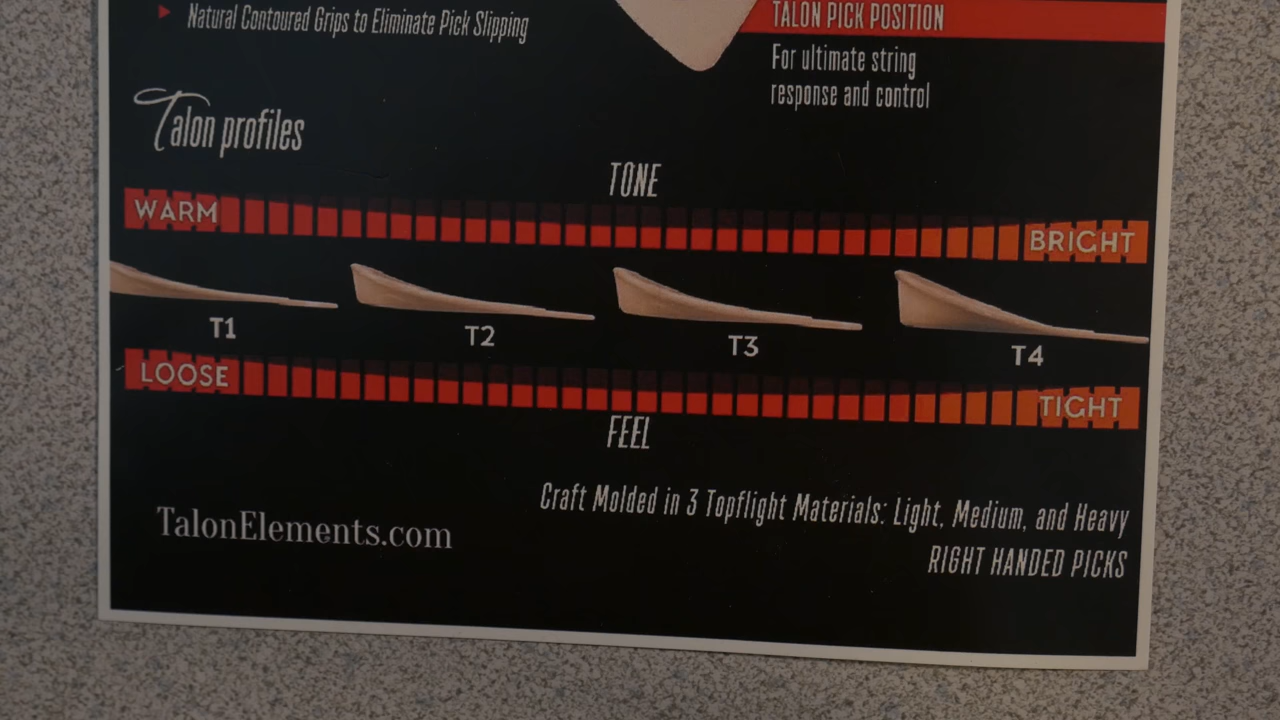 Natural Contoured Grips to Eliminate Pick Slipping
TALON PICK POSITION
For ultimate string
response and control
Talon profiles
TONE
WARM
BRIGHT
T1
T2
T3
T4
LOOSE
TIGHT
FEEL
Craft Molded in 3 Topflight Materials: Light, Medium, and Heavy
TalonElements.com
RIGHT HANDED PICKS